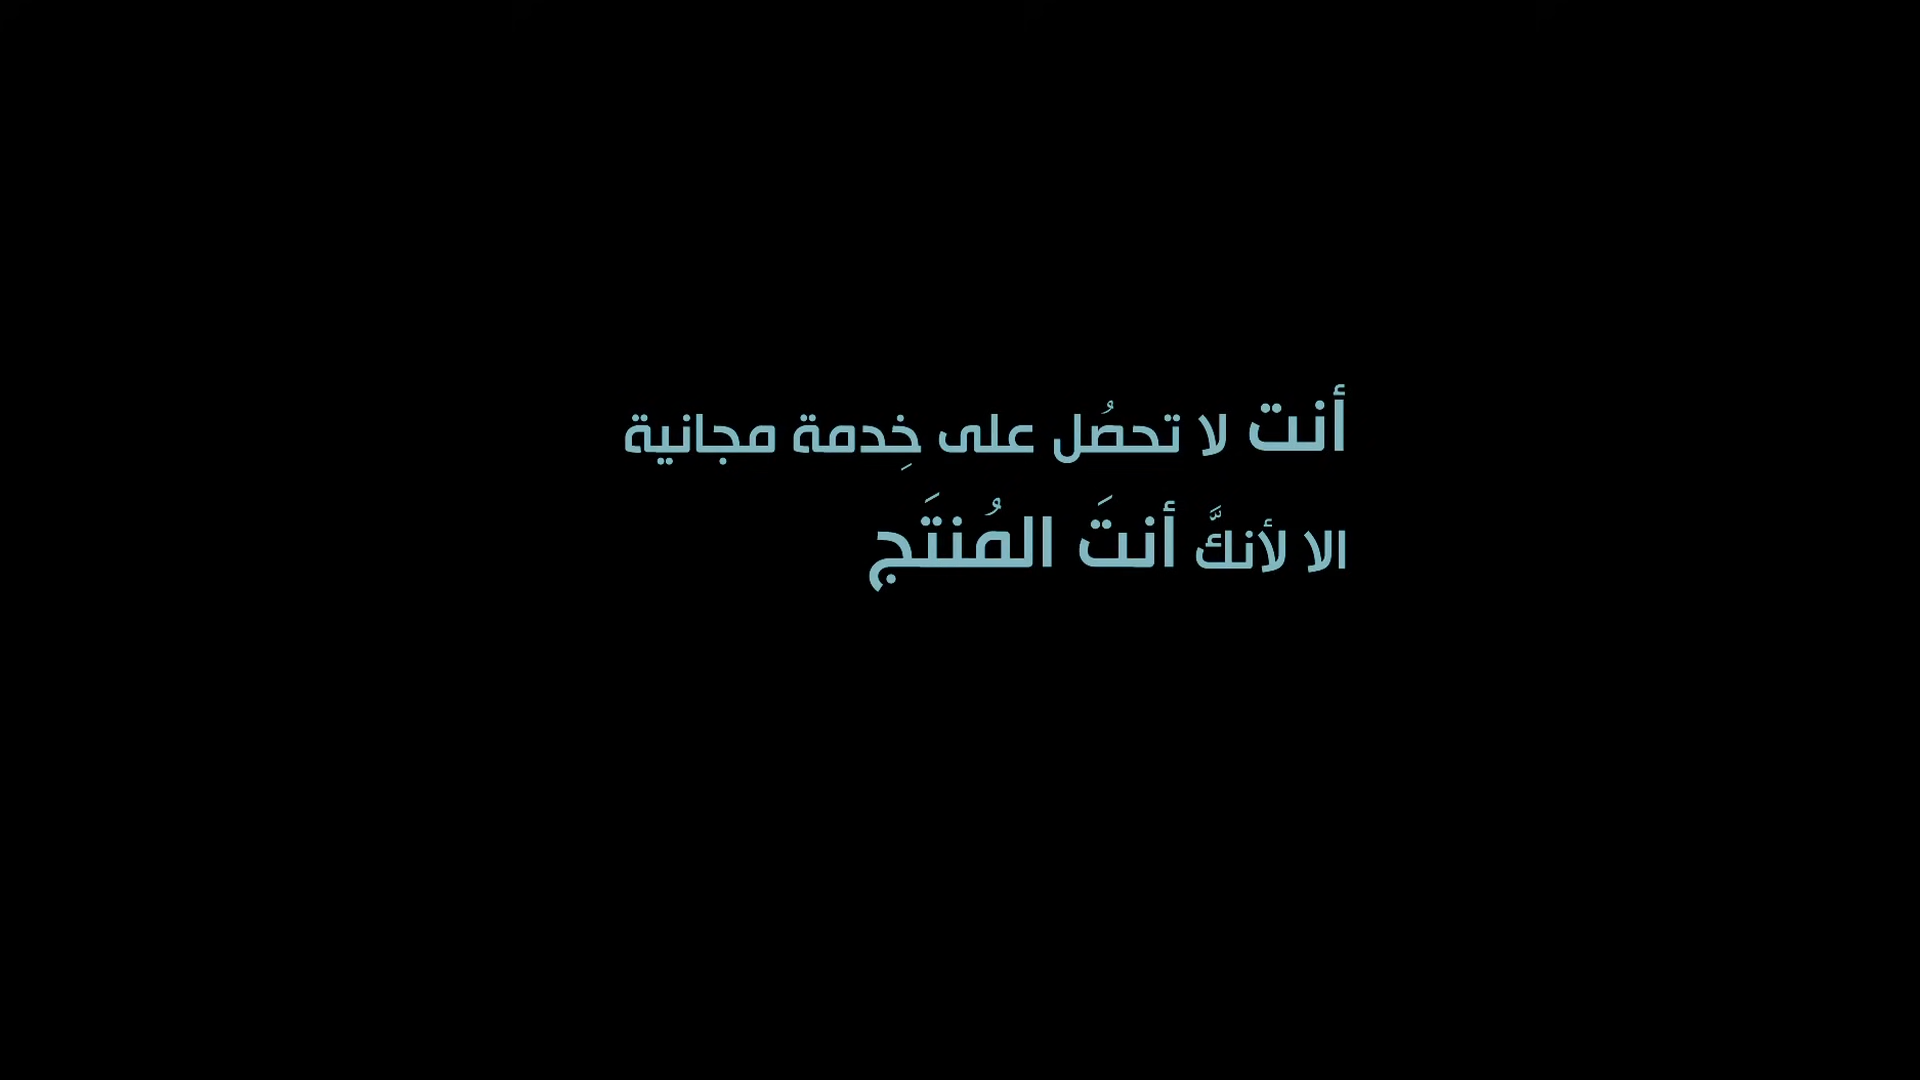 أنت لا تحصُل على خِدمة مجانية
الا لأنكَّ أنتَ المُنتَج